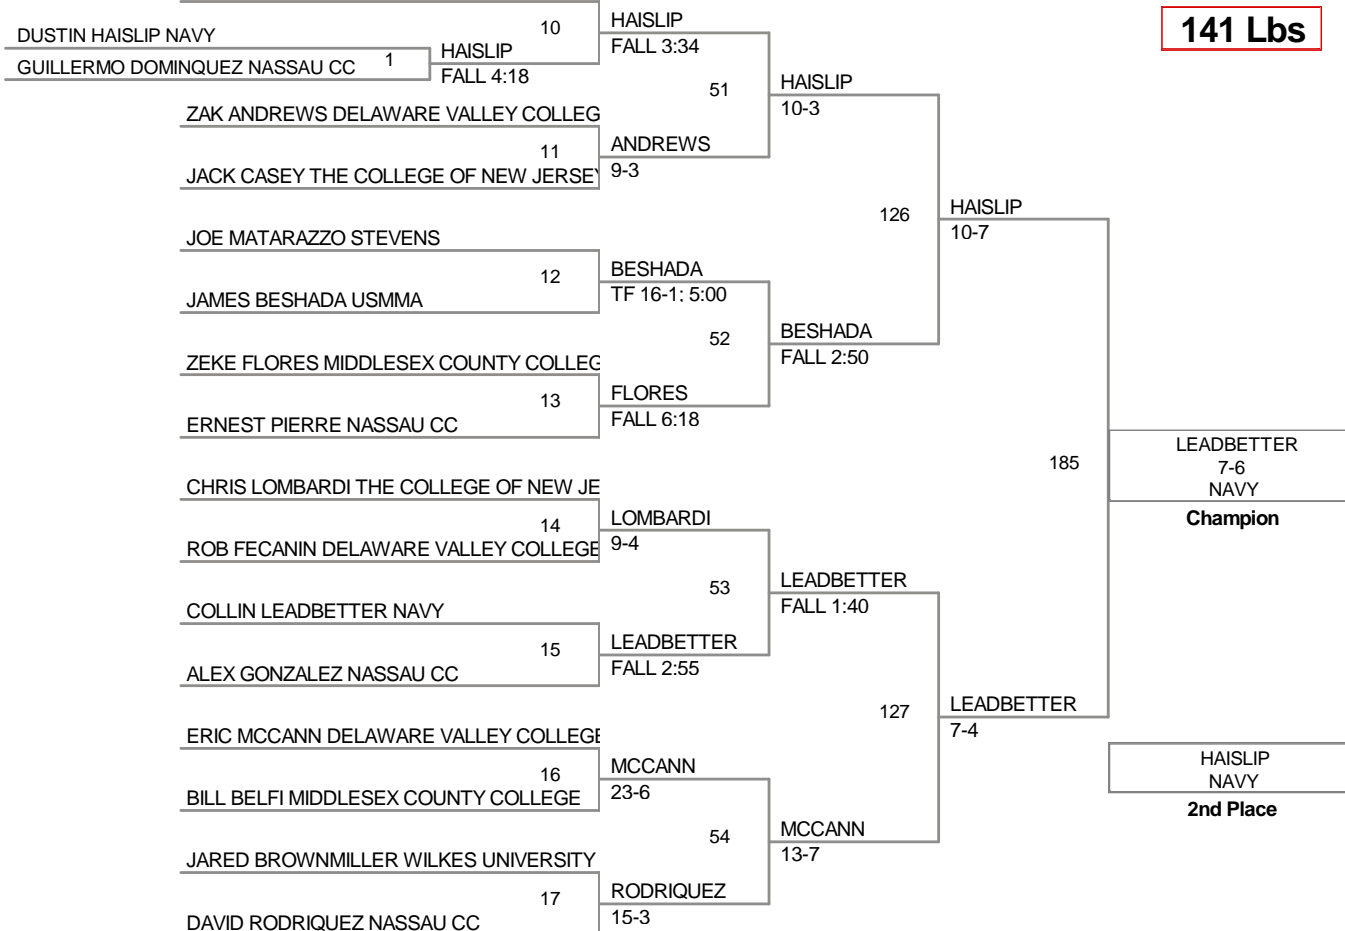 141 Lbs
10
HAISLIP
FALL 3:34
DUSTIN HAISLIP NAVY
GUILLERMO DOMINQUEZ NASSAU CC
1
HAISLIP
FALL 4:18
51
HAISLIP
10-3
ZAK ANDREWS DELAWARE VALLEY COLLEG
11
ANDREWS
9-3
JACK CASEY THE COLLEGE OF NEW JERSEY
126
HAISLIP
10-7
JOE MATARAZZO STEVENS
12
BESHADA
TF 16-1: 5:00
JAMES BESHADA USMMA
52
BESHADA
FALL 2:50
ZEKE FLORES MIDDLESEX COUNTY COLLEG
13
FLORES
FALL 6:18
ERNEST PIERRE NASSAU CC
185
LEADBETTER
7-6
NAVY
Champion
CHRIS LOMBARDI THE COLLEGE OF NEW JE
14
LOMBARDI
9-4
ROB FECANIN DELAWARE VALLEY COLLEGE
53
LEADBETTER
FALL 1:40
COLLIN LEADBETTER NAVY
15
LEADBETTER
FALL 2:55
ALEX GONZALEZ NASSAU CC
127
LEADBETTER
7-4
ERIC MCCANN DELAWARE VALLEY COLLEGE
16
MCCANN
23-6
BILL BELFI MIDDLESEX COUNTY COLLEGE
HAISLIP
NAVY
2nd Place
54
MCCANN
13-7
JARED BROWNMILLER WILKES UNIVERSITY
17
RODRIQUEZ
15-3
DAVID RODRIQUEZ NASSAU CC